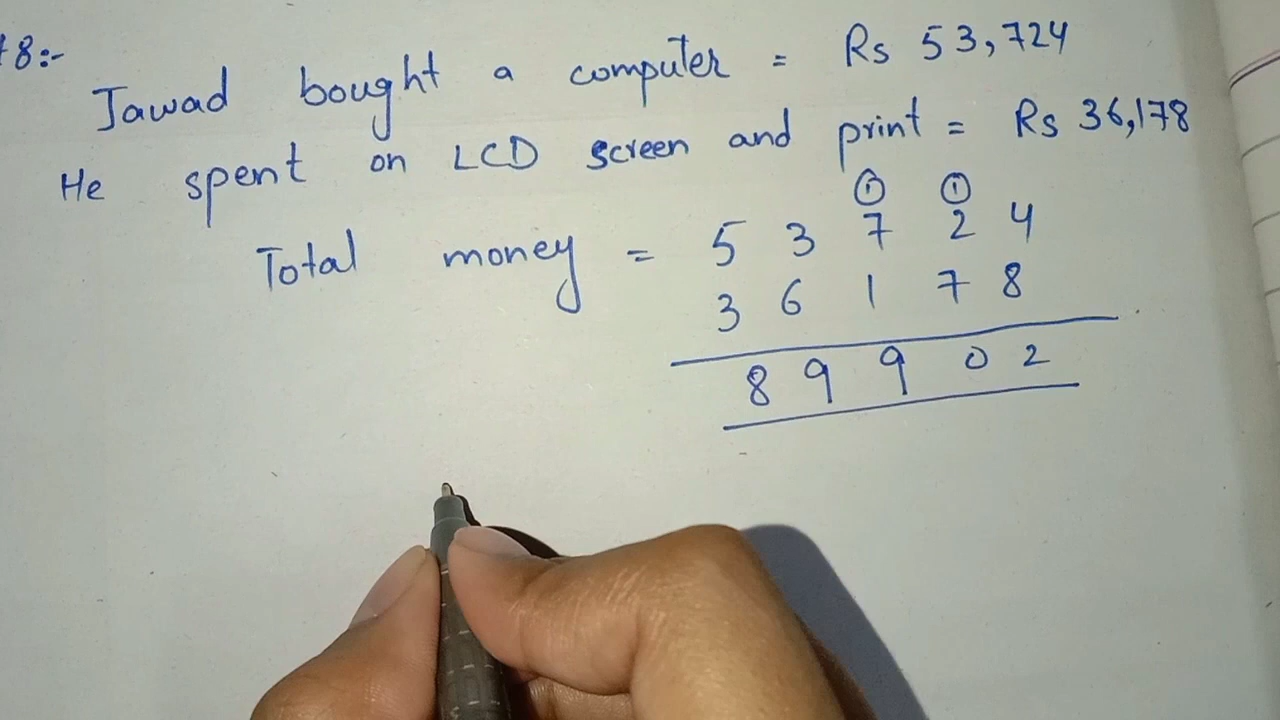 8:-
Jawad bought a computer = Rs 53,724
He spent on LCD screen and print = Rs 36,178
① ①
Total money = 5 3 7 2 4
3 6 1 7 8
8 9 9 0 2